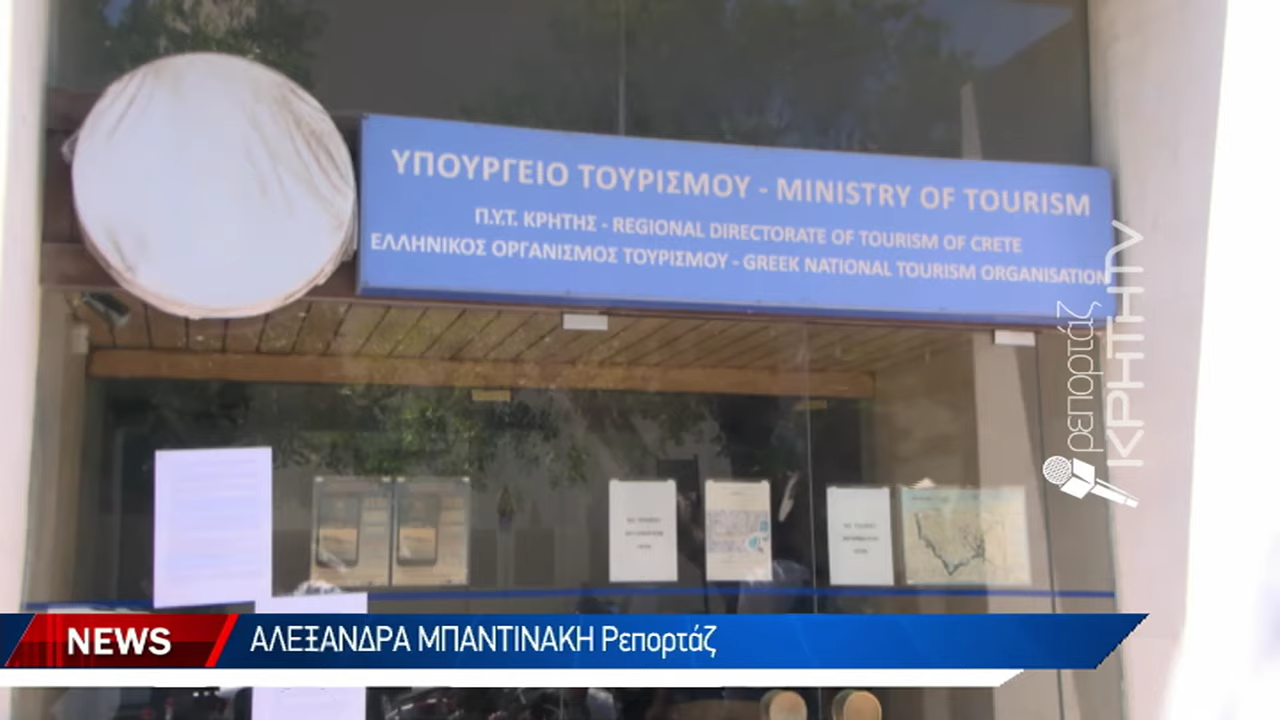 ΥΠΟΥΡΓΕΙΟ ΤΟΥΡΙΣΜΟΥ - MINISTRY OF TOURISM
Π.Υ.Τ. ΚΡΗΤΗΣ - REGIONAL DIRECTORATE OF TOURISM OF CRETE
ΕΛΛΗΝΙΚΟΣ ΟΡΓΑΝΙΣΜΟΣ ΤΟΥΡΙΣΜΟΥ - GREEK NATIONAL TOURISM ORGANISATION
ρεπορτάζ
ΚΡΗΤΗTV
NEWS
ΑΛΕΞΑΝΔΡΑ ΜΠΑΝΤΙΝΑΚΗ Ρεπορτάζ